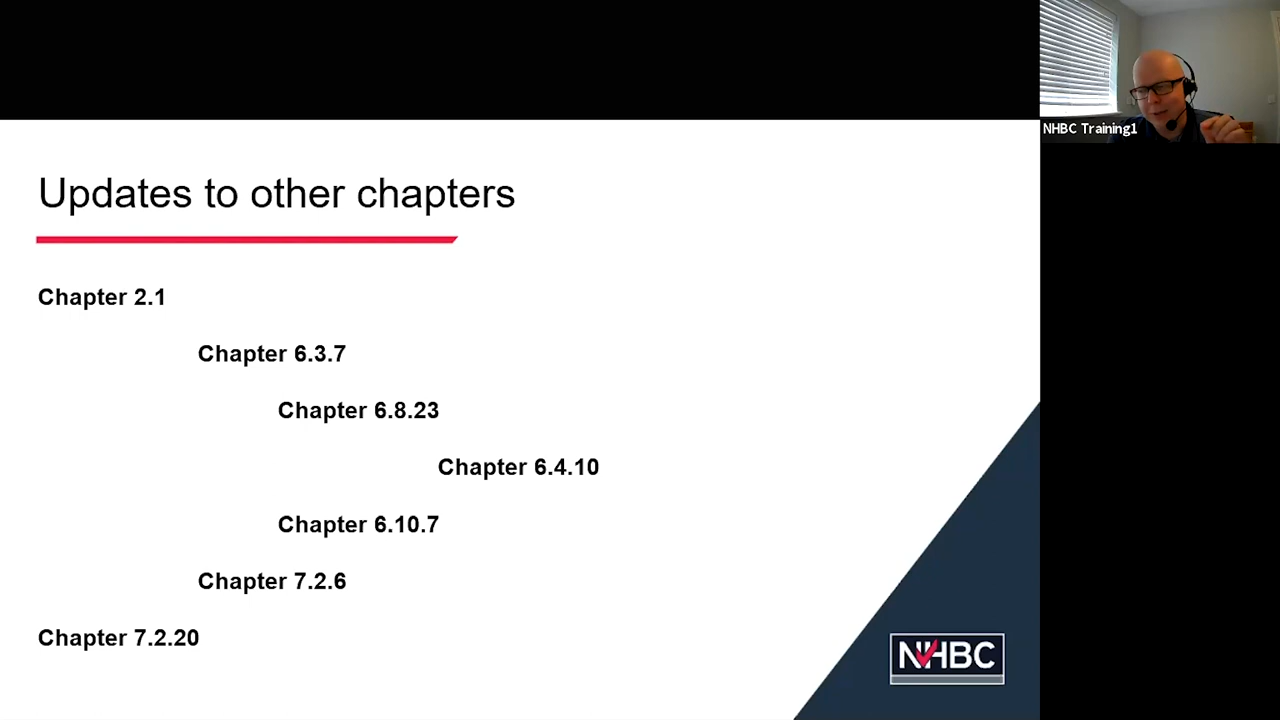 NHBC Training1
Updates to other chapters
Chapter 2.1
Chapter 6.3.7
Chapter 6.8.23
Chapter 6.4.10
Chapter 6.10.7
Chapter 7.2.6
Chapter 7.2.20
NHBC